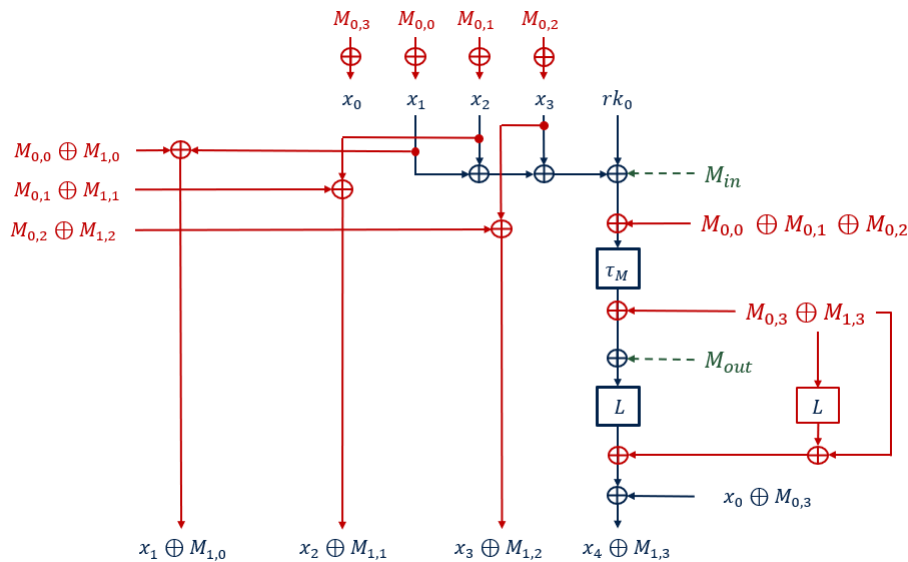 M_{0,3} M_{0,0} M_{0,1} M_{0,2}
x_0 x_1 x_2 x_3 rk_0
M_{0,0} ⊕ M_{1,0}
M_{in}
M_{0,1} ⊕ M_{1,1}
M_{0,2} ⊕ M_{1,2}
M_{0,0} ⊕ M_{0,1} ⊕ M_{0,2}
τ_M
M_{0,3} ⊕ M_{1,3}
M_{out}
L L
x_0 ⊕ M_{0,3}
x_1 ⊕ M_{1,0} x_2 ⊕ M_{1,1} x_3 ⊕ M_{1,2} x_4 ⊕ M_{1,3}